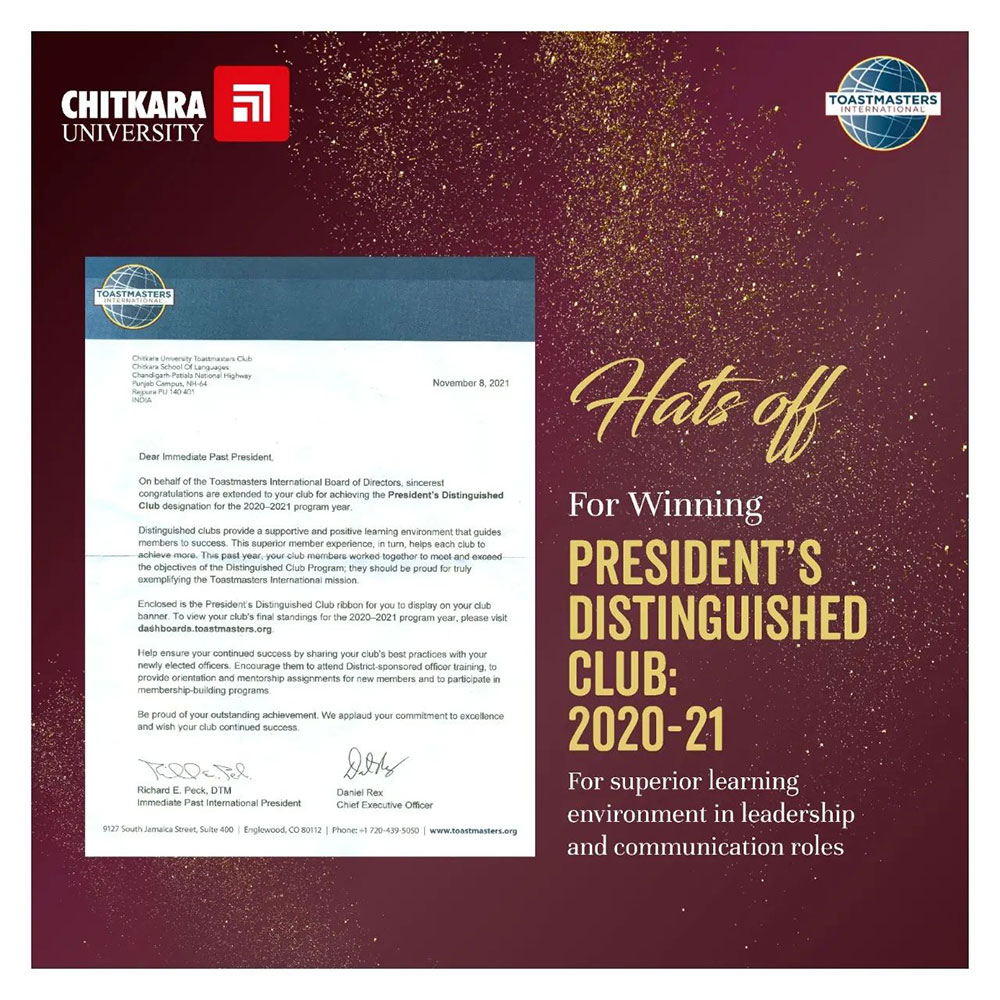 CHITKARA
UNIVERSITY
TOASTMASTERS
INTERNATIONAL
TOASTMASTERS
INTERNATIONAL
Chitkara University Toastmasters Club
Chitkara School Of Languages
Chandigarh-Patiala National Highway
Punjab Campus, NH-64
Rajpura PU 140 401
INDIA
November 8, 2021
Dear Immediate Past President,
On behalf of the Toastmasters International Board of Directors, sincerest
congratulations are extended to your club for achieving the President's Distinguished
Club designation for the 2020–2021 program year.
Distinguished clubs provide a supportive and positive learning environment that guides
members to success. This superior member experience, in turn, helps each club to
achieve more. This past year, your club members worked together to meet and exceed
the objectives of the Distinguished Club Program; they should be proud for truly
exemplifying the Toastmasters International mission.
Enclosed is the President's Distinguished Club ribbon for you to display on your club
banner. To view your club's final standings for the 2020–2021 program year, please visit
dashboards.toastmasters.org.
Help ensure your continued success by sharing your club's best practices with your
newly elected officers. Encourage them to attend District-sponsored officer training, to
provide orientation and mentorship assignments for new members and to participate in
membership-building programs
Be proud of your outstanding achievement. We applaud your commitment to excellence
and wish your club continued success.
Richard E. Peck, DTM
Immediate Past International President
Daniel Rex
Chief Executive Officer
9127 South Jamaica Street, Suite 400 | Englewood, CO 80112 | Phone: +1 720-439-5050 | www.toastmasters.org
Hats off
For Winning
PRESIDENT'S
DISTINGUISHED
CLUB:
2020-21
For superior learning
environment in leadership
and communication roles